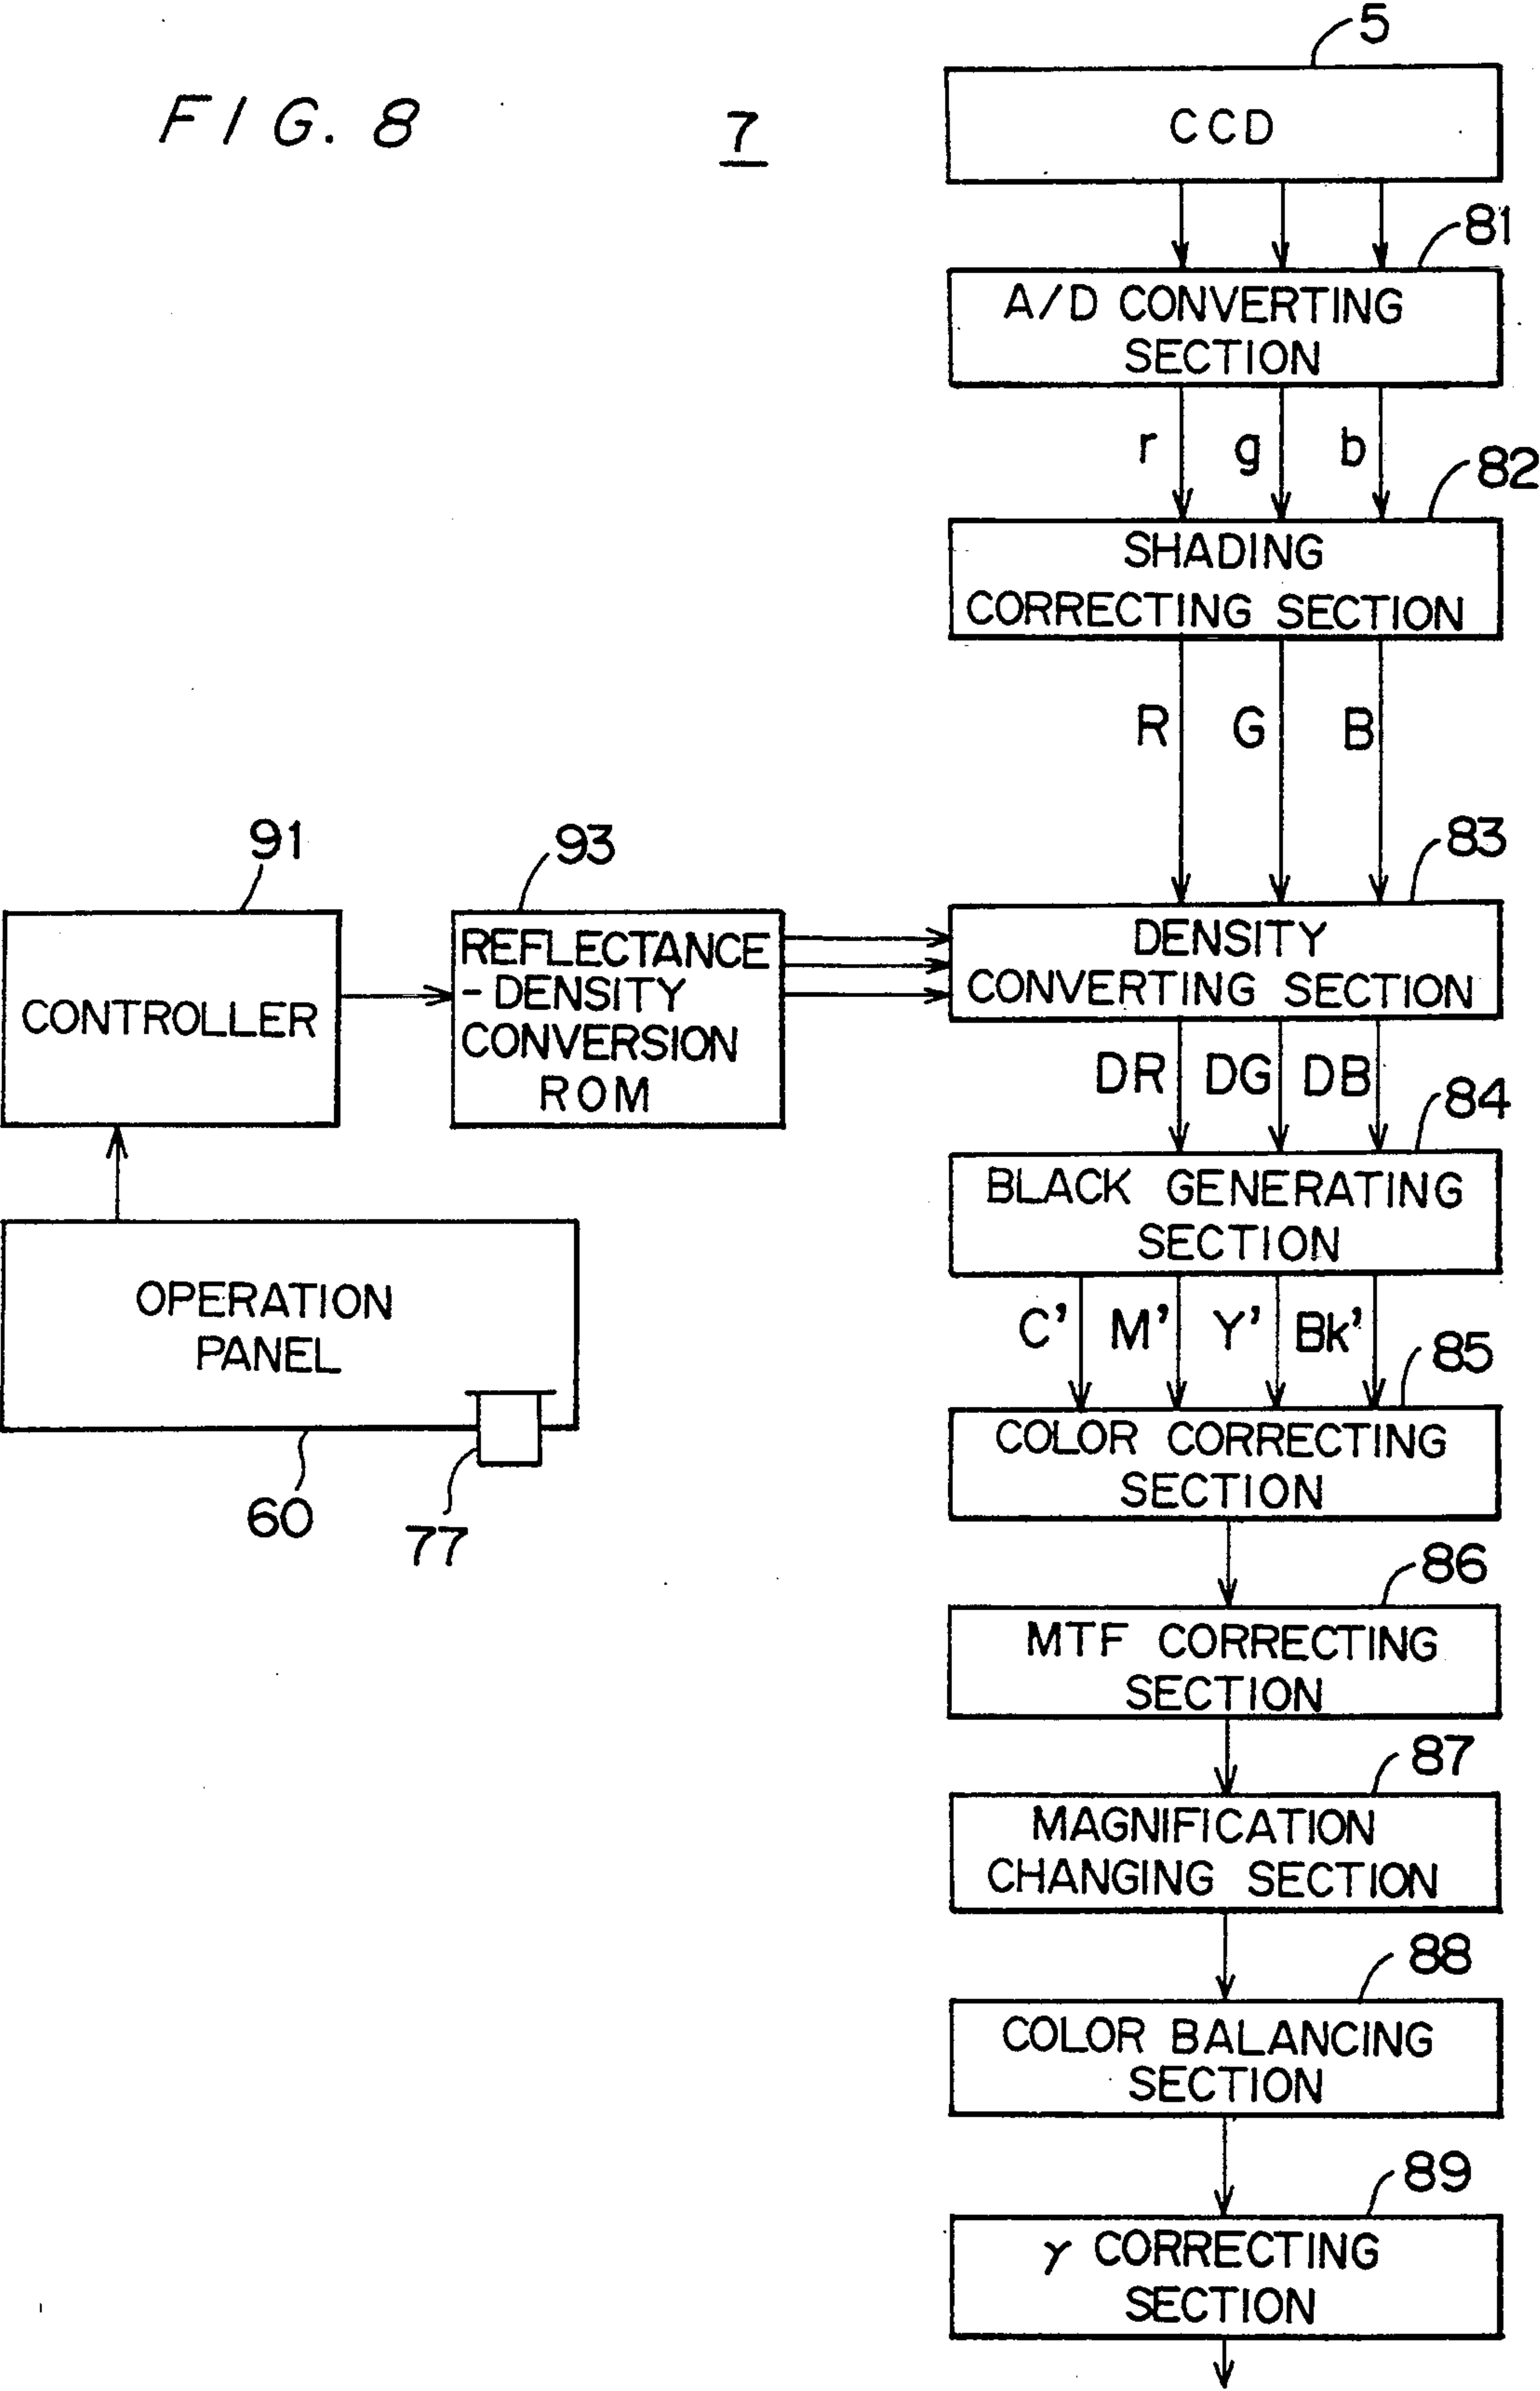 FIG. 8
7
5
CCD
81
A/D CONVERTING
SECTION
r g b
82
SHADING
CORRECTING SECTION
R G B
83
DENSITY
CONVERTING SECTION
91
CONTROLLER
93
REFLECTANCE
-DENSITY
CONVERSION
ROM
DR DG DB
84
BLACK GENERATING
SECTION
OPERATION
PANEL
60
77
C' M' Y' Bk'
85
COLOR CORRECTING
SECTION
86
MTF CORRECTING
SECTION
87
MAGNIFICATION
CHANGING SECTION
88
COLOR BALANCING
SECTION
89
γ CORRECTING
SECTION